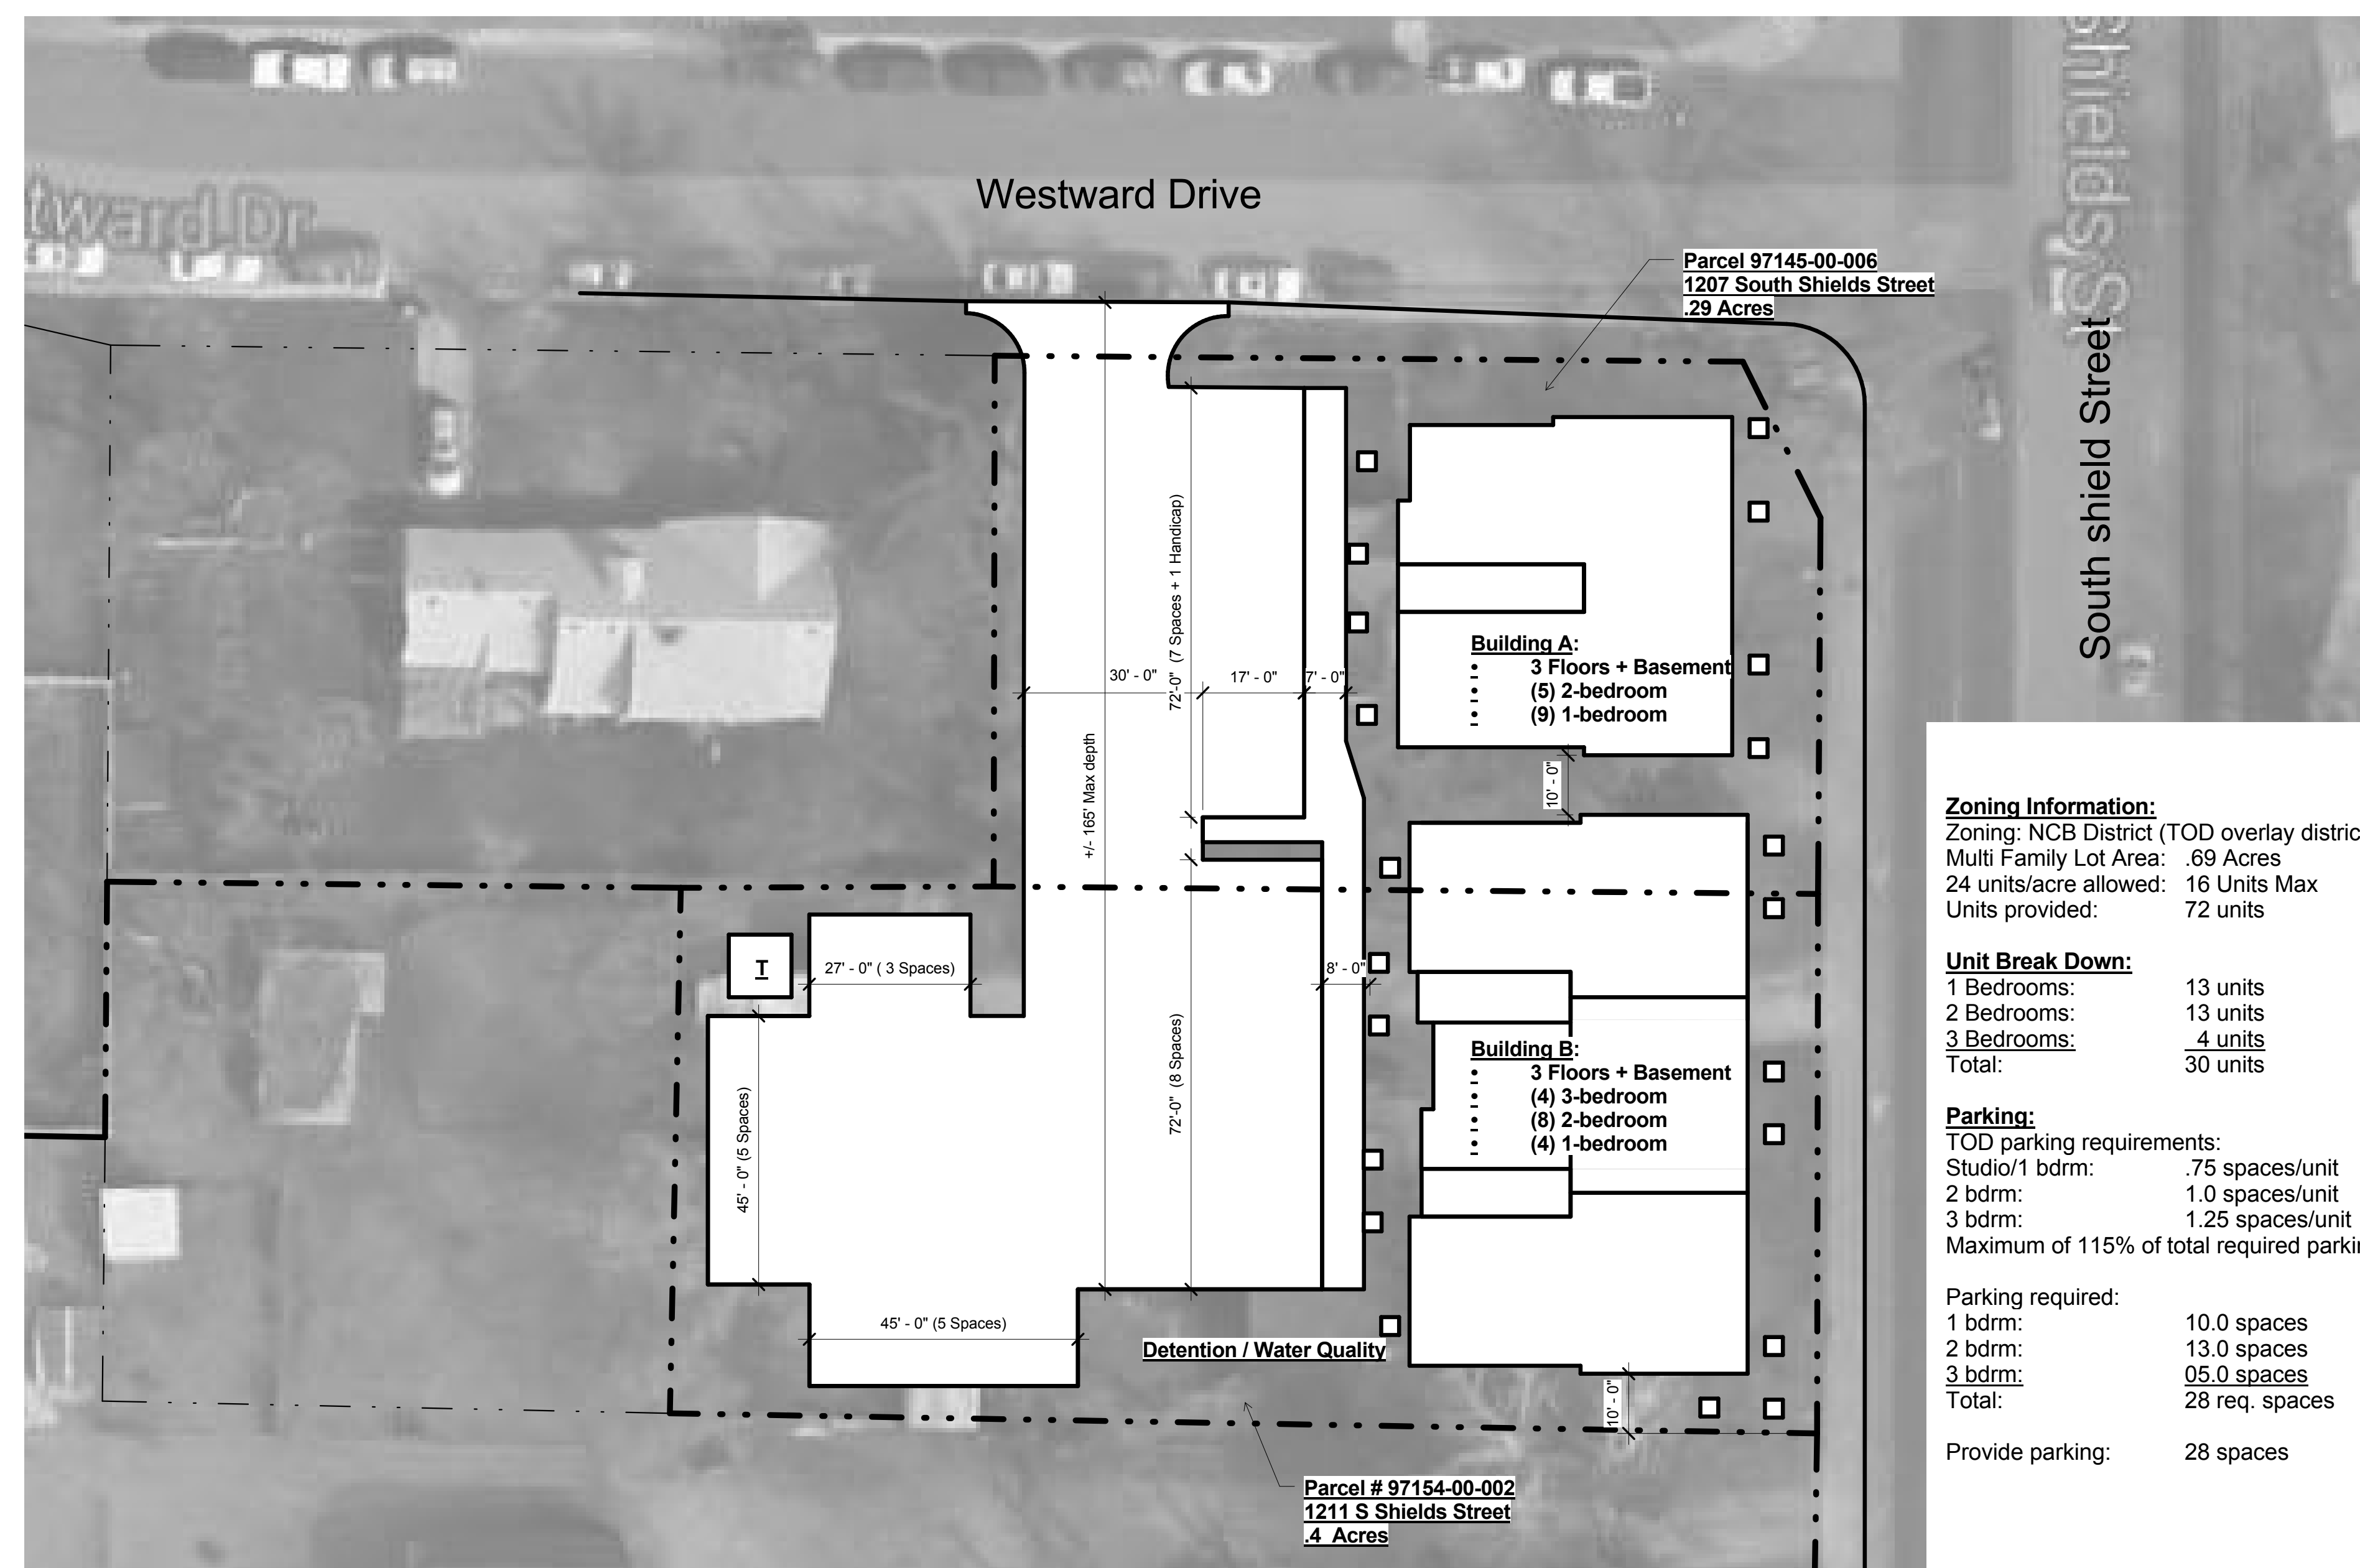 Shields St
Westward Drive
tward Dr
Parcel 97145-00-006
1207 South Shields Street
.29 Acres
South shield Street
72'-0" (7 Spaces + 1 Handicap)
30' - 0"
17' - 0"
7' - 0"
+/- 165' Max depth
Building A:
• 3 Floors + Basement
• (5) 2-bedroom
• (9) 1-bedroom
10' - 0"
T
27' - 0" ( 3 Spaces)
8' - 0"
45' - 0" (5 Spaces)
72'-0" (8 Spaces)
Building B:
• 3 Floors + Basement
• (4) 3-bedroom
• (8) 2-bedroom
• (4) 1-bedroom
45' - 0" (5 Spaces)
Detention / Water Quality
10' - 0"
Parcel # 97154-00-002
1211 S Shields Street
.4 Acres
Zoning Information:
Zoning: NCB District (TOD overlay distric
Multi Family Lot Area: .69 Acres
24 units/acre allowed: 16 Units Max
Units provided: 72 units
Unit Break Down:
1 Bedrooms: 13 units
2 Bedrooms: 13 units
3 Bedrooms: 4 units
Total: 30 units
Parking:
TOD parking requirements:
Studio/1 bdrm: .75 spaces/unit
2 bdrm: 1.0 spaces/unit
3 bdrm: 1.25 spaces/unit
Maximum of 115% of total required parki
Parking required:
1 bdrm: 10.0 spaces
2 bdrm: 13.0 spaces
3 bdrm: 05.0 spaces
Total: 28 req. spaces
Provide parking: 28 spaces